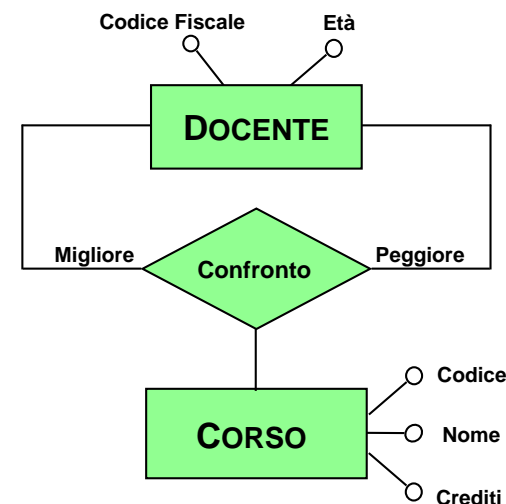 Codice Fiscale
Età
DOCENTE
Migliore
Confronto
Peggiore
CORSO
Codice
Nome
Crediti